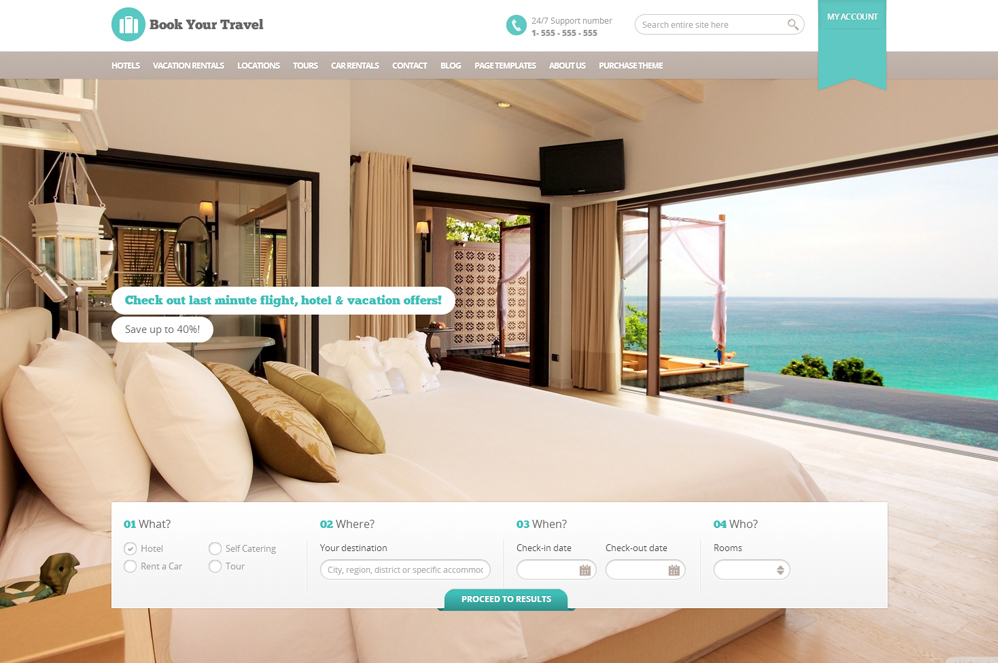 Book Your Travel
24/7 Support number
1- 555 - 555 - 555
Search entire site here
MY ACCOUNT
HOTELS VACATION RENTALS LOCATIONS TOURS CAR RENTALS CONTACT BLOG PAGE TEMPLATES ABOUT US PURCHASE THEME
Check out last minute flight, hotel & vacation offers!
Save up to 40%!
01 What? 02 Where? 03 When? 04 Who?
Hotel Self Catering Your destination Check-in date Check-out date Rooms
Rent a Car Tour City, region, district or specific accommod
PROCEED TO RESULTS